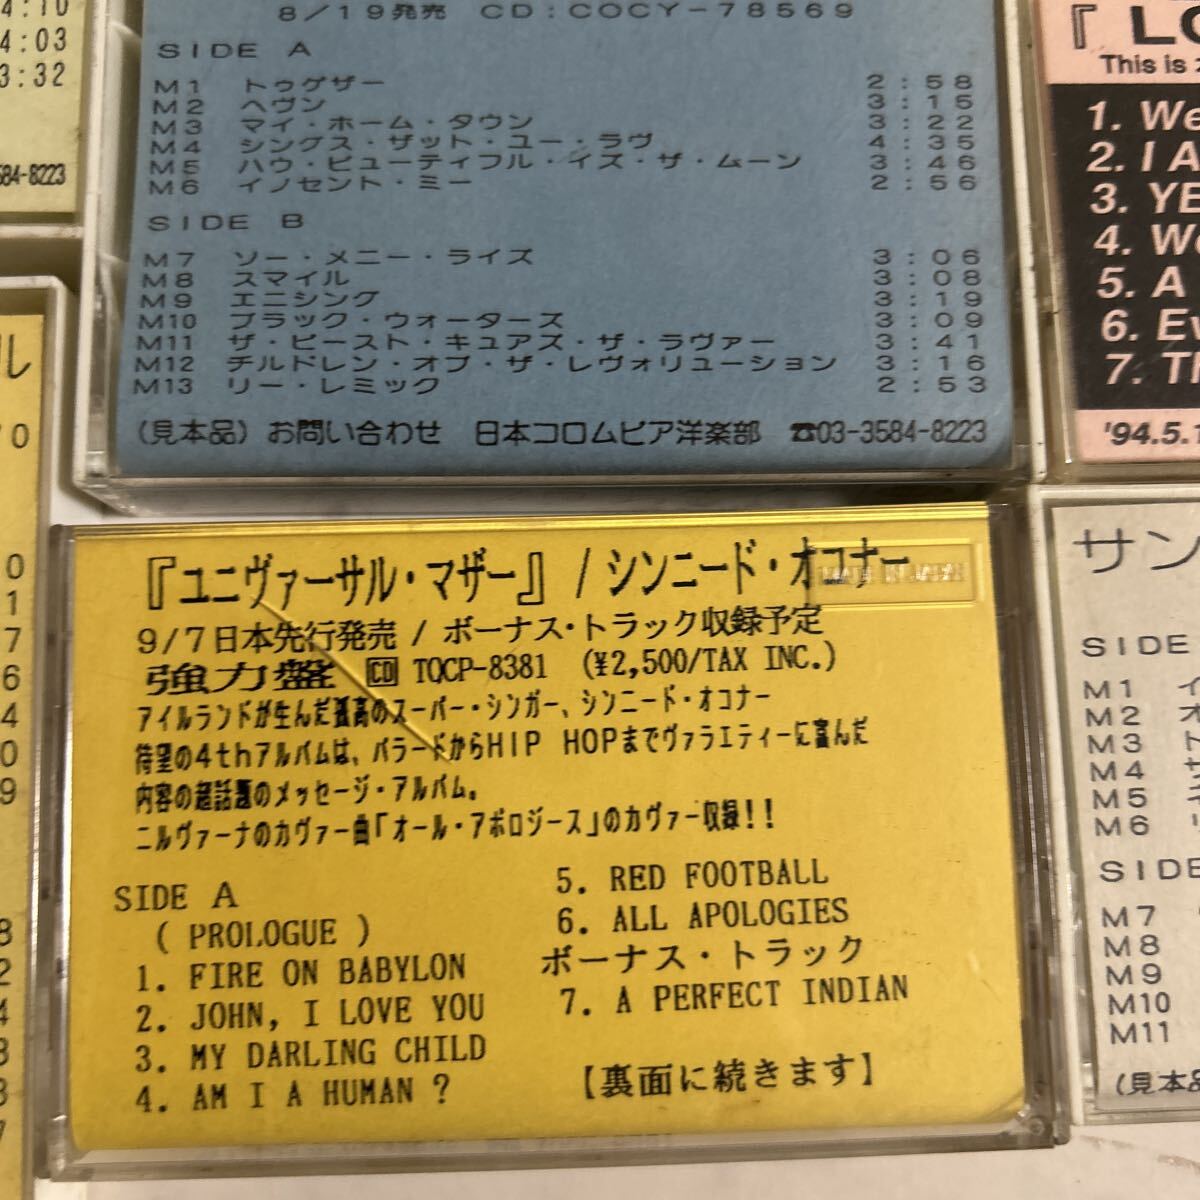 4:10
4:03
3:32
584-8223
ル
8/19発売 CD:COCY-78569
SIDE A
M1 トゥゲザー 2:58
M2 ヘヴン 3:15
M3 マイ・ホーム・タウン 3:22
M4 シングス・ザット・ユー・ラヴ 4:35
M5 ハウ・ビューティフル・イズ・ザ・ムーン 3:46
M6 イノセント・ミー 2:56
SIDE B
M7 ソー・メニー・ライズ 3:06
M8 スマイル 3:08
M9 エニシング 3:19
M10 ブラック・ウォーターズ 3:09
M11 ザ・ビースト・キュアズ・ザ・ラヴァー 3:41
M12 チルドレン・オブ・ザ・レヴォリューション 3:16
M13 リー・レミック 2:53
(見本品) お問い合わせ 日本コロムビア洋楽部 ☎03-3584-8223
『 LO
This is
1. We
2. I A
3. YE
4. We
5. A
6. Ev
7. Th
'94.5.1
『ユニヴァーサル・マザー』 / シンニード・オコナー
MADE IN JAPAN
9/7日本先行発売 / ボーナス・トラック収録予定
強力盤 CD TOCP-8381 (¥2,500/TAX INC.)
アイルランドが生んだ孤高のスーパー・シンガー、シンニード・オコナー
待望の4thアルバムは、バラードからHIP HOPまでヴァラエティーに富んだ
内容の超話題のメッセージ・アルバム。
ニルヴァーナのカヴァー曲「オール・アポロジース」のカヴァー収録!!
SIDE A
( PROLOGUE )
1. FIRE ON BABYLON
2. JOHN, I LOVE YOU
3. MY DARLING CHILD
4. AM I A HUMAN ?
5. RED FOOTBALL
6. ALL APOLOGIES
ボーナス・トラック
7. A PERFECT INDIAN
【裏面に続きます】
サン
SIDE
M1 イ
M2 オ
M3 ト
M4 サ
M5 キ
M6 リ
SIDE
M7
M8
M9
M10
M11
(見本品